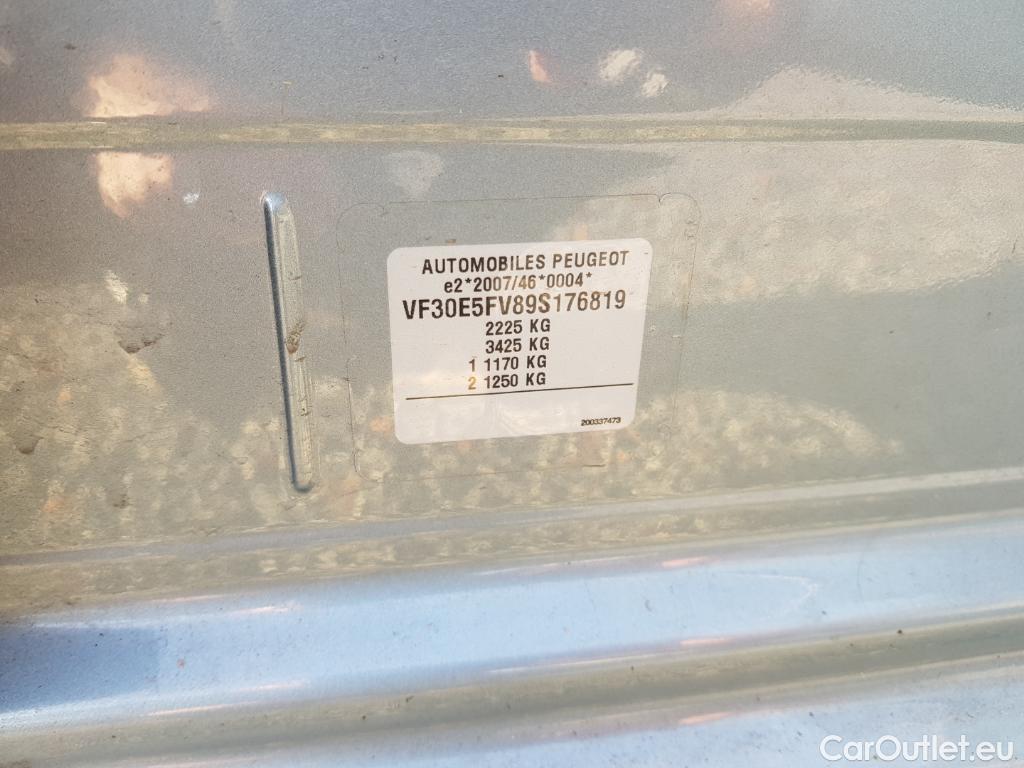 AUTOMOBILES PEUGEOT
e2*2007/46*0004*
VF30E5FV89S176819
2225 KG
3425 KG
1 1170 KG
2 1250 KG
200337473
CarOutlet.eu